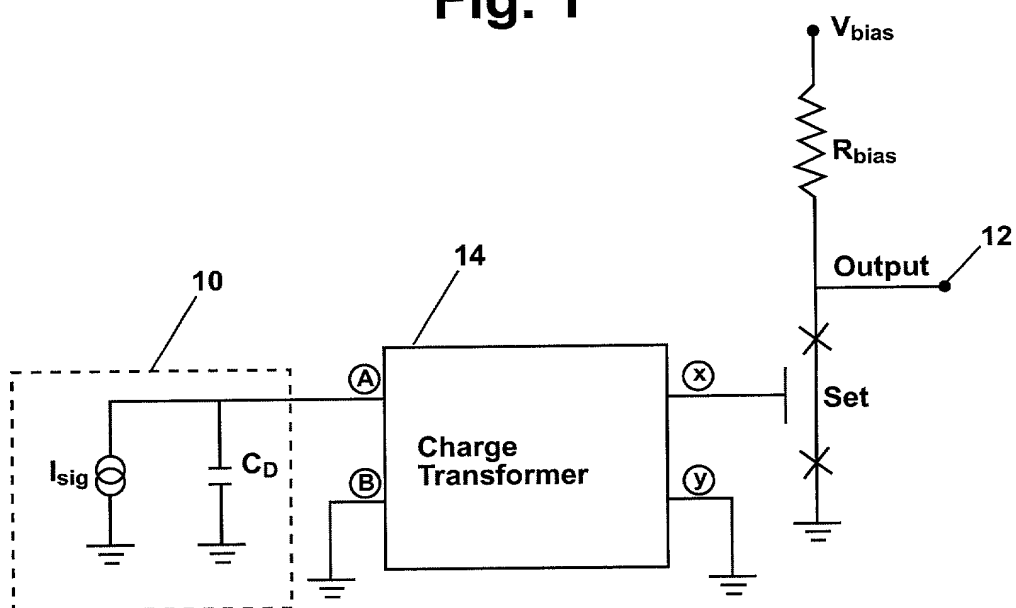 Fig. 1
Vbias
Rbias
12
Output
14
10
A
x
Set
Charge
Transformer
Isig
CD
B
y